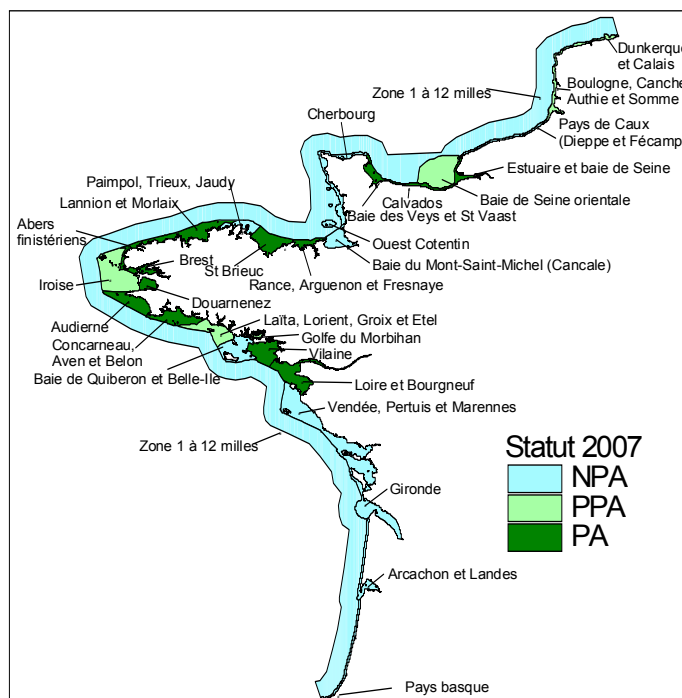 Dunkerque
et Calais
Boulogne, Canche
Authie et Somme
Zone 1 à 12 milles
Pays de Caux
(Dieppe et Fécamp)
Cherbourg
Estuaire et baie de Seine
Paimpol, Trieux, Jaudy
Calvados
Baie de Seine orientale
Lannion et Morlaix
Baie des Veys et St Vaast
Abers
finistériens
Ouest Cotentin
Brest
St Brieuc
Baie du Mont-Saint-Michel (Cancale)
Iroise
Rance, Arguenon et Fresnaye
Douarnenez
Audierne
Laïta, Lorient, Groix et Etel
Concarneau,
Aven et Belon
Golfe du Morbihan
Vilaine
Baie de Quiberon et Belle-Ile
Loire et Bourgneuf
Vendée, Pertuis et Marennes
Zone 1 à 12 milles
Statut 2007
NPA
PPA
PA
Gironde
Arcachon et Landes
Pays basque